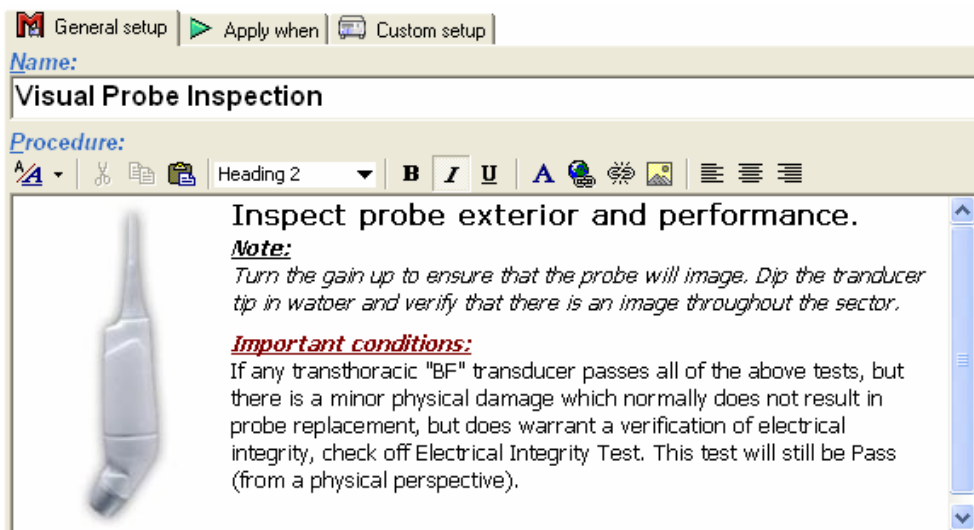 General setup Apply when Custom setup
Name:
Visual Probe Inspection
Procedure:
Heading 2 B I U A
Inspect probe exterior and performance.
Note:
Turn the gain up to ensure that the probe will image. Dip the tranducer
tip in watoer and verify that there is an image throughout the sector.
Important conditions:
If any transthoracic "BF" transducer passes all of the above tests, but
there is a minor physical damage which normally does not result in
probe replacement, but does warrant a verification of electrical
integrity, check off Electrical Integrity Test. This test will still be Pass
(from a physical perspective).